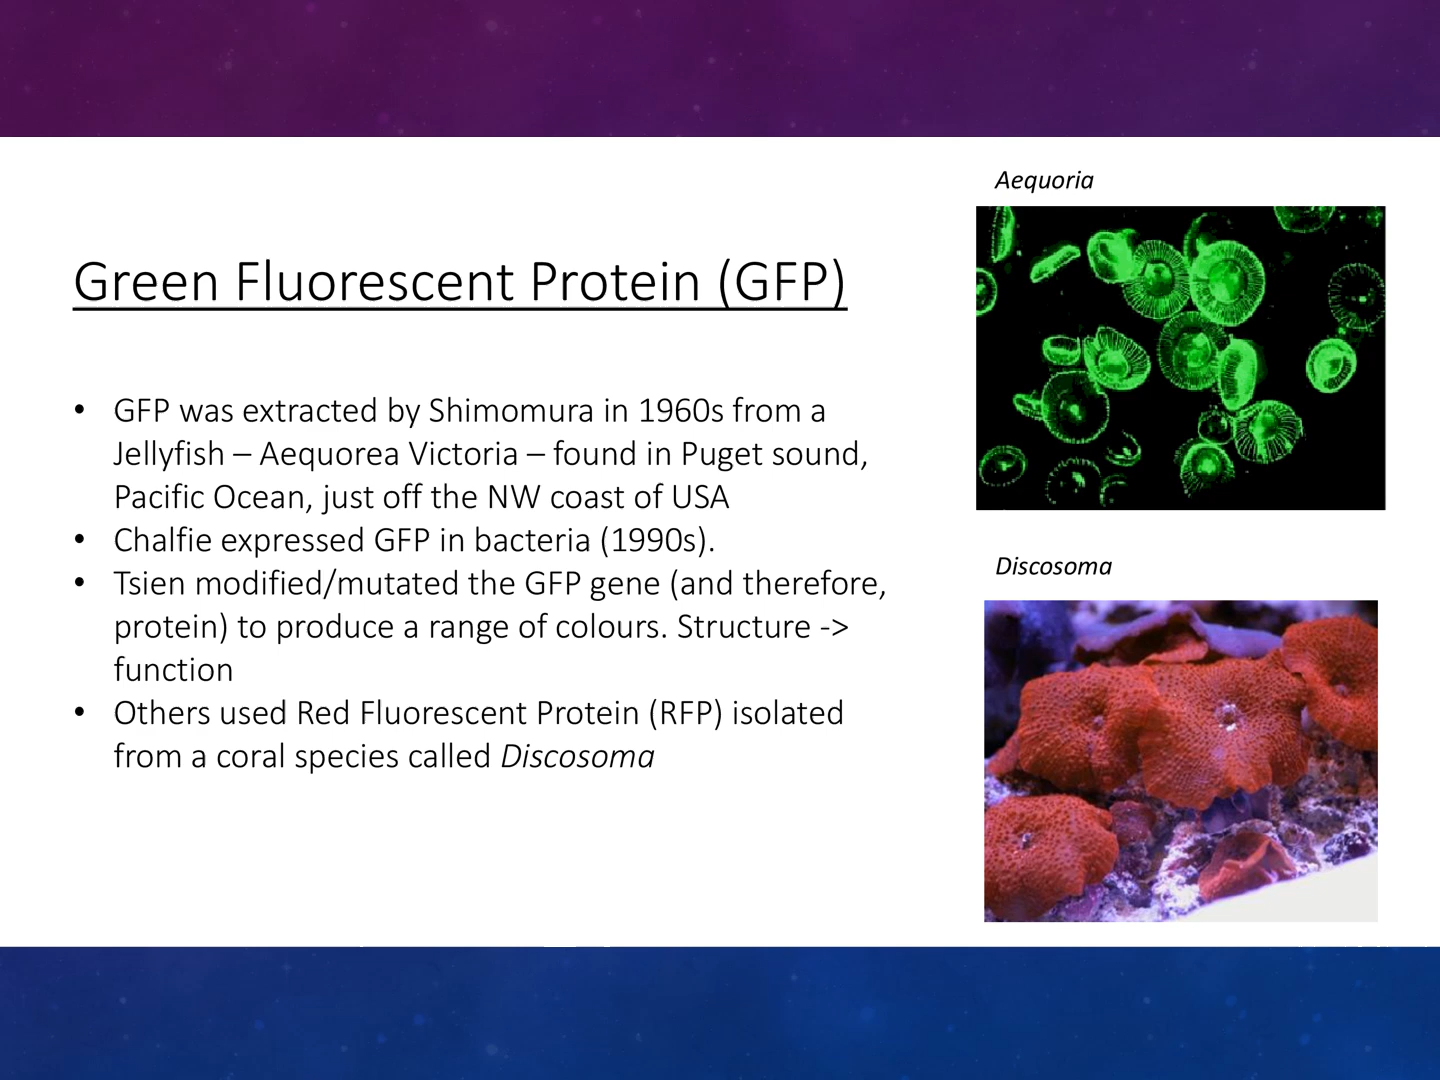 Aequoria
Green Fluorescent Protein (GFP)
• GFP was extracted by Shimomura in 1960s from a
Jellyfish – Aequorea Victoria – found in Puget sound,
Pacific Ocean, just off the NW coast of USA
• Chalfie expressed GFP in bacteria (1990s).
• Tsien modified/mutated the GFP gene (and therefore,
protein) to produce a range of colours. Structure ->
function
• Others used Red Fluorescent Protein (RFP) isolated
from a coral species called Discosoma
Discosoma